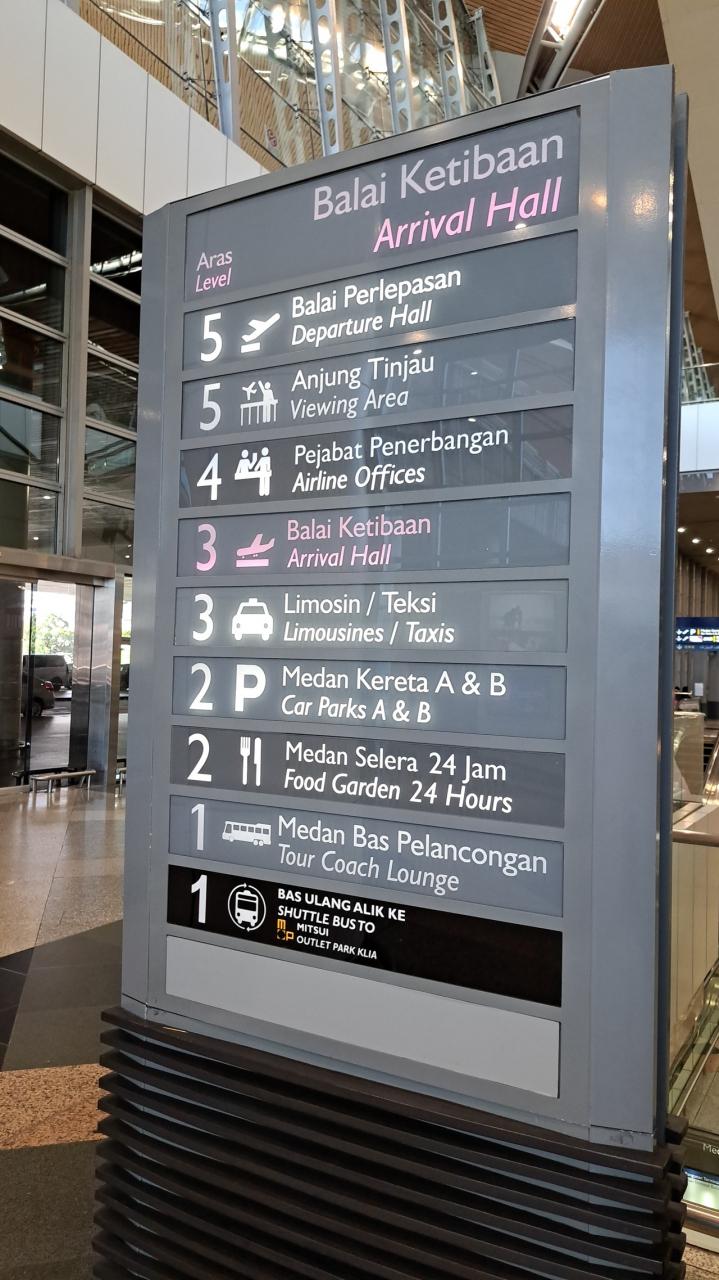 Balai Ketibaan
Arrival Hall
Aras
Level
5 Balai Perlepasan
Departure Hall
5 Anjung Tinjau
Viewing Area
4 Pejabat Penerbangan
Airline Offices
3 Balai Ketibaan
Arrival Hall
3 Limosin / Teksi
Limousines / Taxis
2 P Medan Kereta A & B
Car Parks A & B
2 Medan Selera 24 Jam
Food Garden 24 Hours
1 Medan Bas Pelancongan
Tour Coach Lounge
1 BAS ULANG ALIK KE
SHUTTLE BUS TO
MITSUI
OUTLET PARK KLIA
P